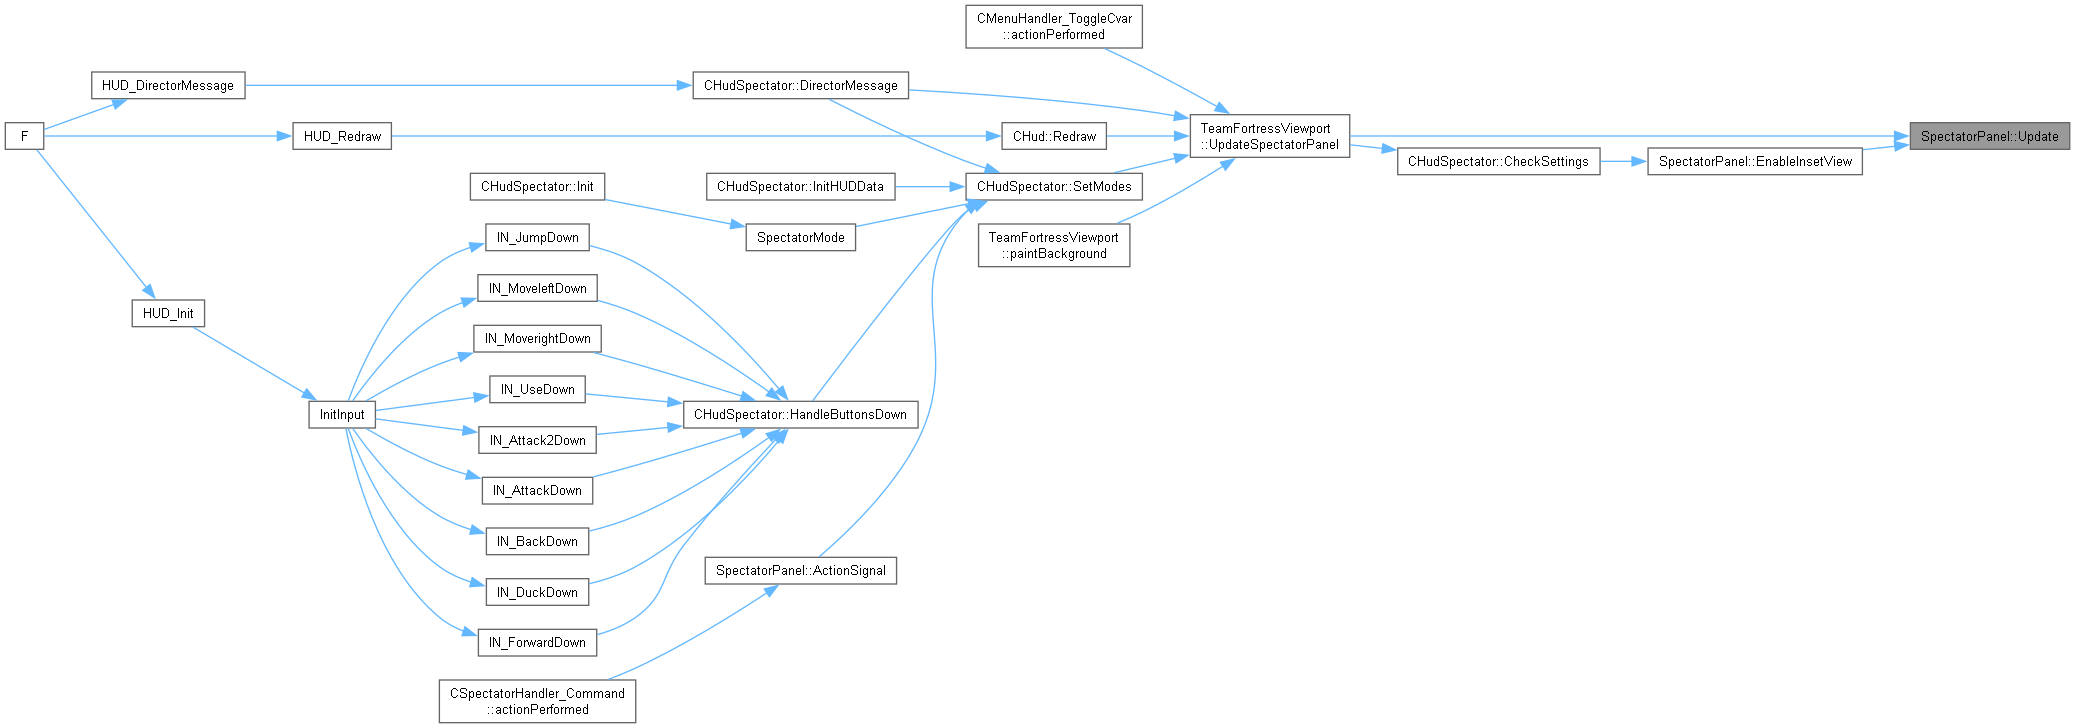 CMenuHandler_ToggleCvar
::actionPerformed
HUD_DirectorMessage
CHudSpectator::DirectorMessage
F
HUD_Redraw
CHud::Redraw
TeamFortressViewport
::UpdateSpectatorPanel
SpectatorPanel::Update
CHudSpectator::CheckSettings
SpectatorPanel::EnableInsetView
CHudSpectator::Init
CHudSpectator::InitHUDData
CHudSpectator::SetModes
IN_JumpDown
SpectatorMode
TeamFortressViewport
::paintBackground
IN_MoveleftDown
HUD_Init
IN_MoverightDown
IN_UseDown
InitInput
CHudSpectator::HandleButtonsDown
IN_Attack2Down
IN_AttackDown
IN_BackDown
SpectatorPanel::ActionSignal
IN_DuckDown
IN_ForwardDown
CSpectatorHandler_Command
::actionPerformed